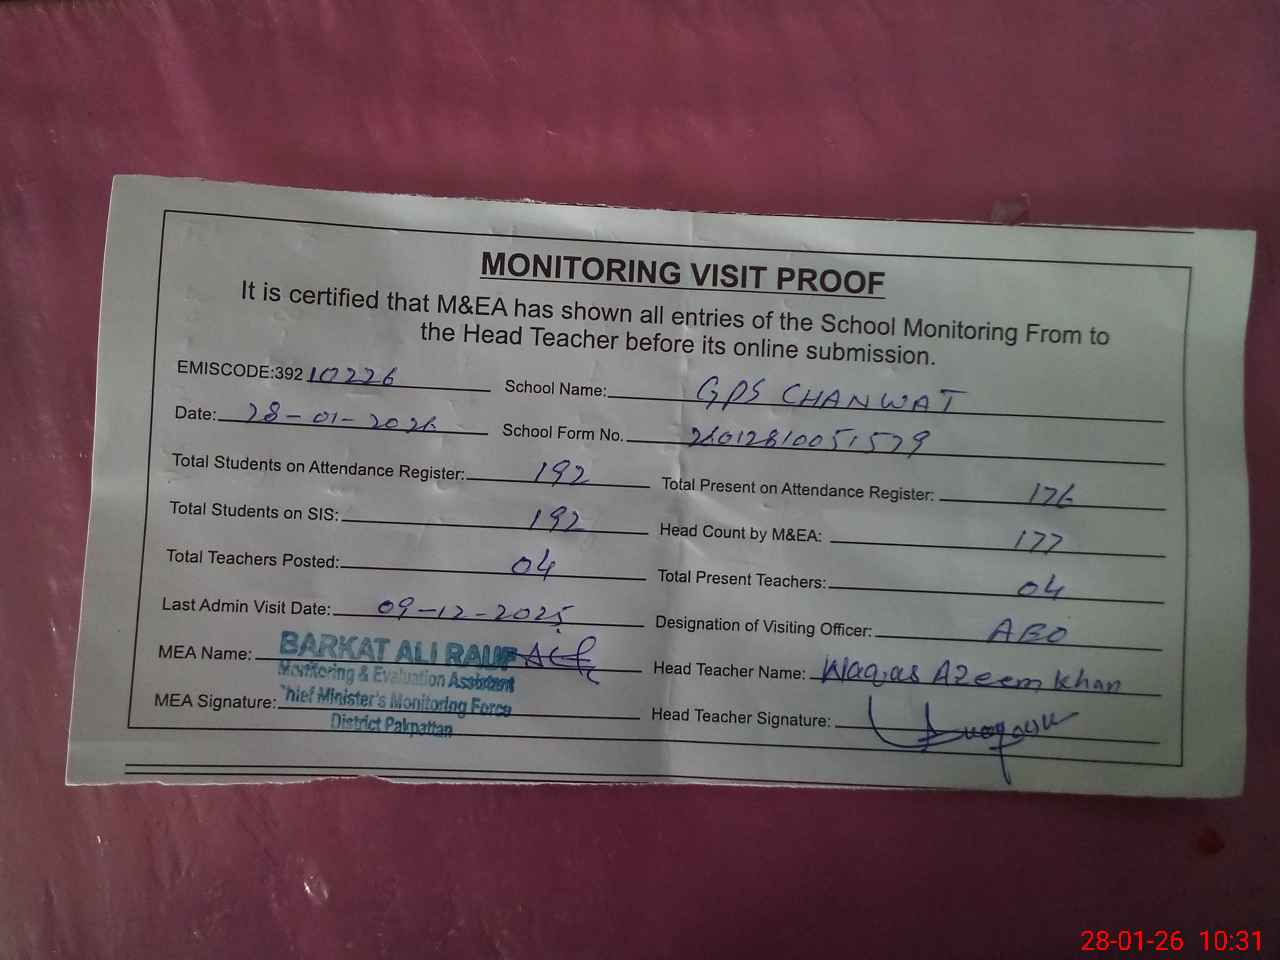 MONITORING VISIT PROOF
It is certified that M&EA has shown all entries of the School Monitoring From to
the Head Teacher before its online submission.
EMISCODE:392 10226 School Name: GPS CHANWAT
Date: 28-01-2026 School Form No. 26012810051579
Total Students on Attendance Register: 192 Total Present on Attendance Register: 176
Total Students on SIS: 192 Head Count by M&EA: 177
Total Teachers Posted: 04 Total Present Teachers: 04
Last Admin Visit Date: 09-12-2025 Designation of Visiting Officer: AEO
MEA Name: BARKAT ALI RAUF Head Teacher Name: Waqas Azeem Khan
Monitoring & Evaluation Assistant
MEA Signature: Chief Minister's Monitoring Force Head Teacher Signature:
District Pakpattan
28-01-26 10:31